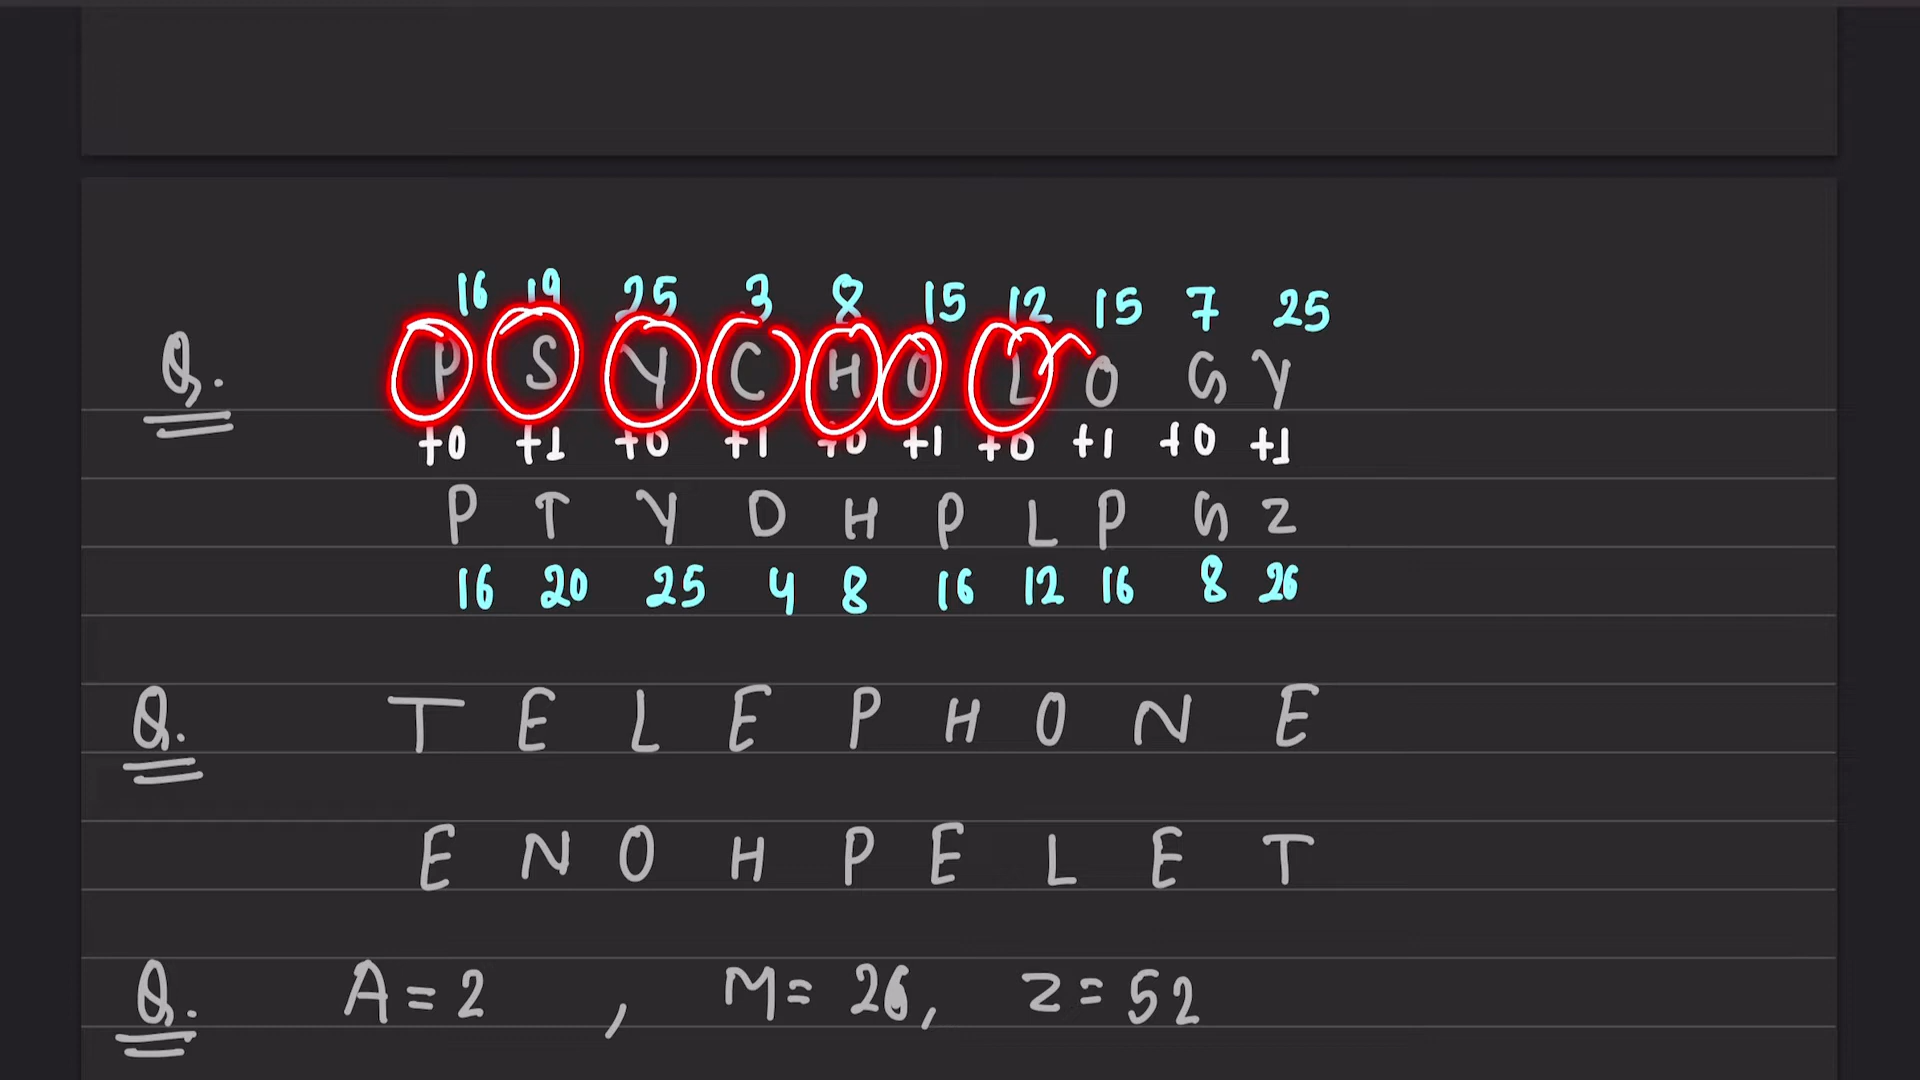 16 19 25 3 8 15 12 15 7 25
Q. P S Y C H O L O G Y
+0 +1 +0 +1 +0 +1 +0 +1 +0 +1
P T Y D H P L P G Z
16 20 25 4 8 16 12 16 8 26
Q. T E L E P H O N E
E N O H P E L E T
Q. A = 2 , M = 26, Z = 52